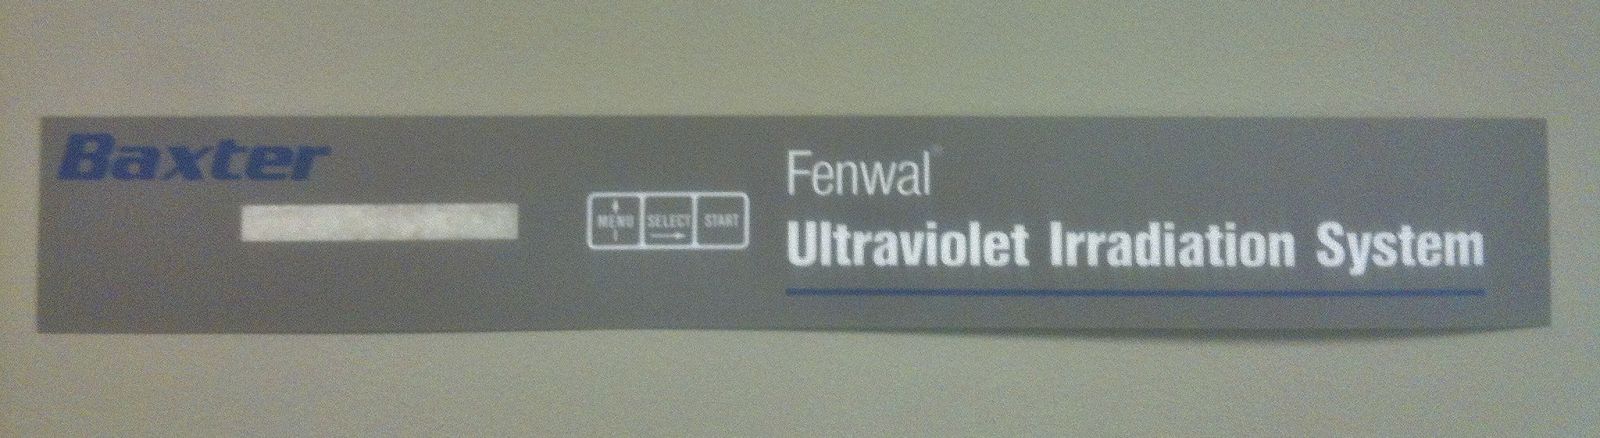 Baxter
MENU
SELECT
START
Fenwal®
Ultraviolet Irradiation System